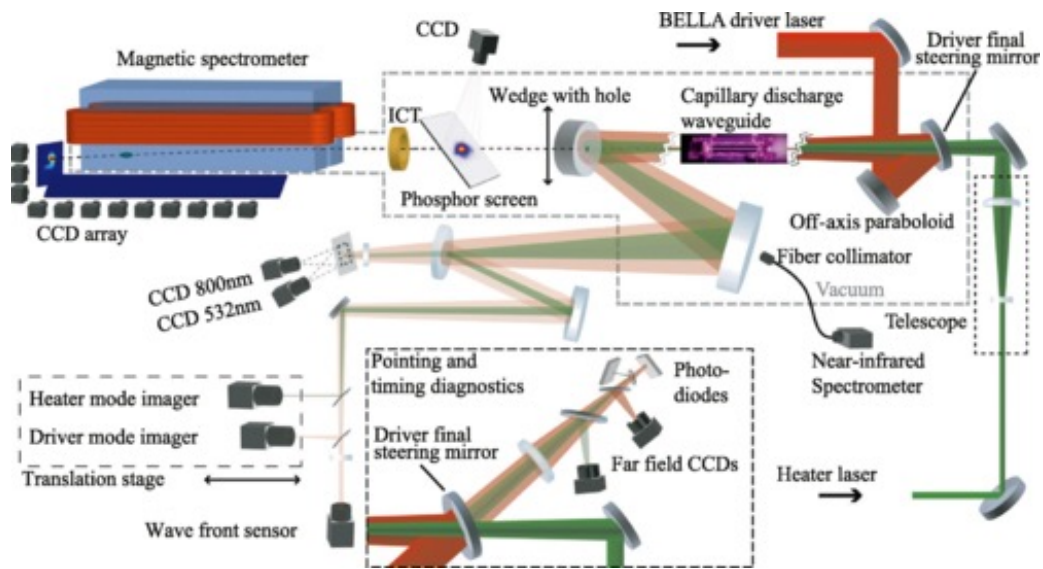 CCD
BELLA driver laser
Driver final
steering mirror
Magnetic spectrometer
ICT
Wedge with hole
Capillary discharge
waveguide
Phosphor screen
CCD array
Off-axis paraboloid
Fiber collimator
Vacuum
CCD 800nm
CCD 532nm
Telescope
Near-infrared
Spectrometer
Pointing and
timing diagnostics
Photo-
diodes
Heater mode imager
Driver mode imager
Driver final
steering mirror
Far field CCDs
Translation stage
Heater laser
Wave front sensor